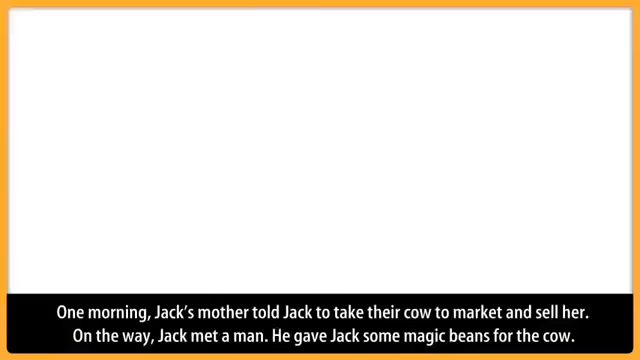 One morning, Jack’s mother told Jack to take their cow to market and sell her.
On the way, Jack met a man. He gave Jack some magic beans for the cow.